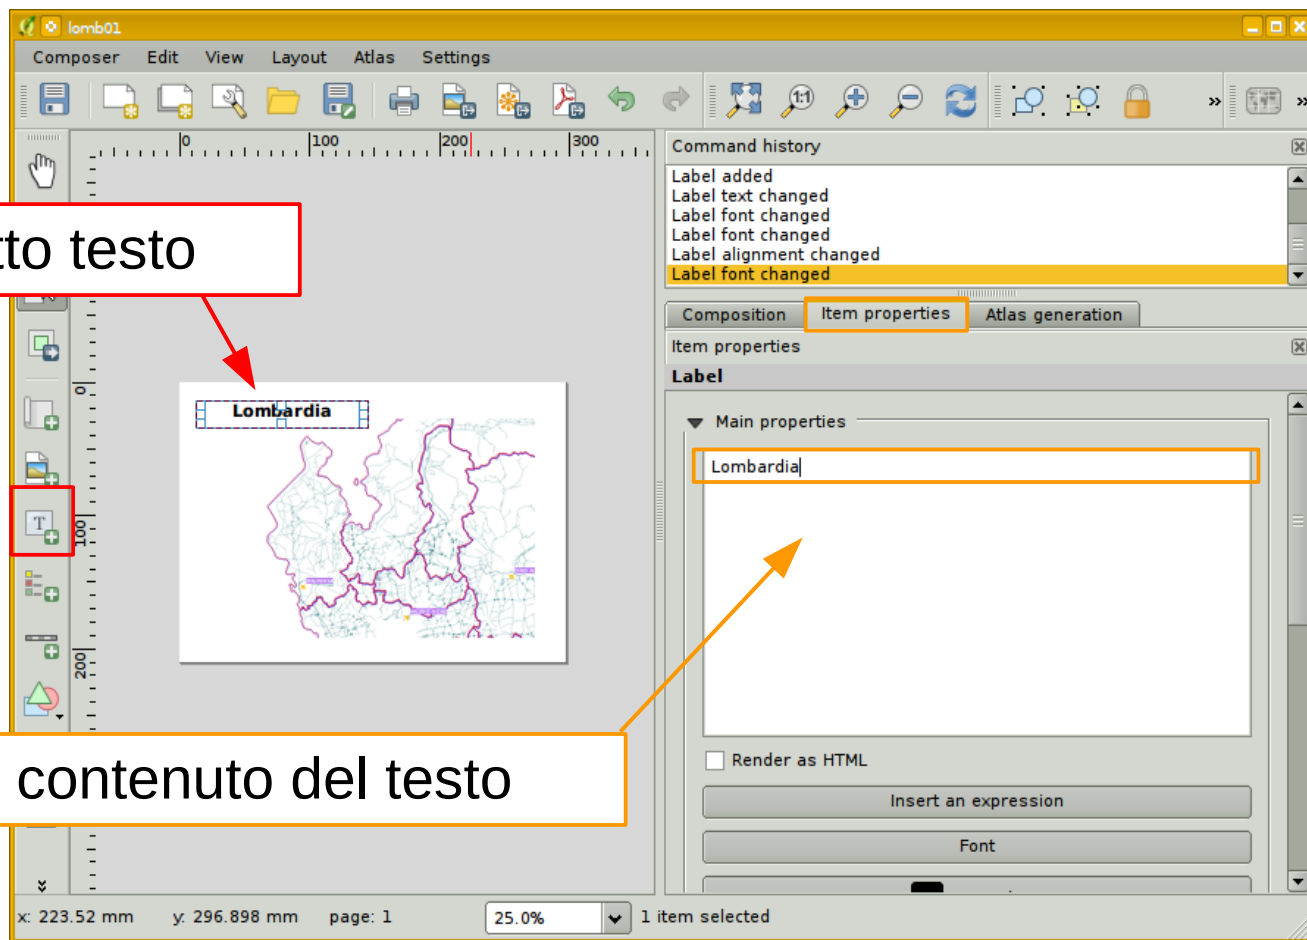 lomb01
Composer Edit View Layout Atlas Settings
1:1
» »
0 100 200 300
Command history
Label added
Label text changed
Label font changed
Label font changed
Label alignment changed
Label font changed
tto testo
Composition Item properties Atlas generation
Item properties
Label
Main properties
Lombardia
0
Lombardia
T
100
200
Render as HTML
contenuto del testo
Insert an expression
Font
x: 223.52 mm y: 296.898 mm page: 1 25.0% 1 item selected